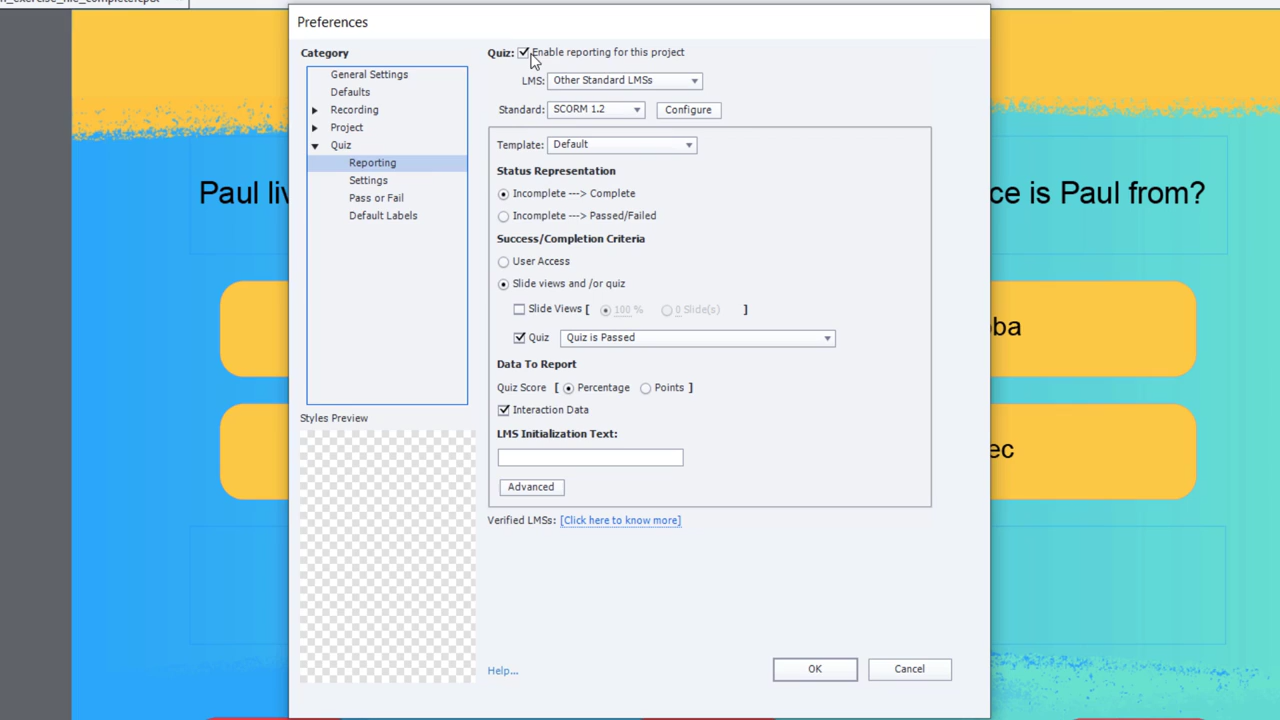 Preferences
Category
General Settings
Defaults
Recording
Project
Quiz
Reporting
Settings
Pass or Fail
Default Labels
Styles Preview
Quiz: Enable reporting for this project
LMS: Other Standard LMSs
Standard: SCORM 1.2 Configure
Template: Default
Status Representation
Incomplete ---> Complete
Incomplete ---> Passed/Failed
Success/Completion Criteria
User Access
Slide views and /or quiz
Slide Views [ 100 % 0 Slide(s) ]
Quiz Quiz is Passed
Data To Report
Quiz Score [ Percentage Points ]
Interaction Data
LMS Initialization Text:
Advanced
Verified LMSs: [Click here to know more]
Help...
OK Cancel
Paul
is Paul from?